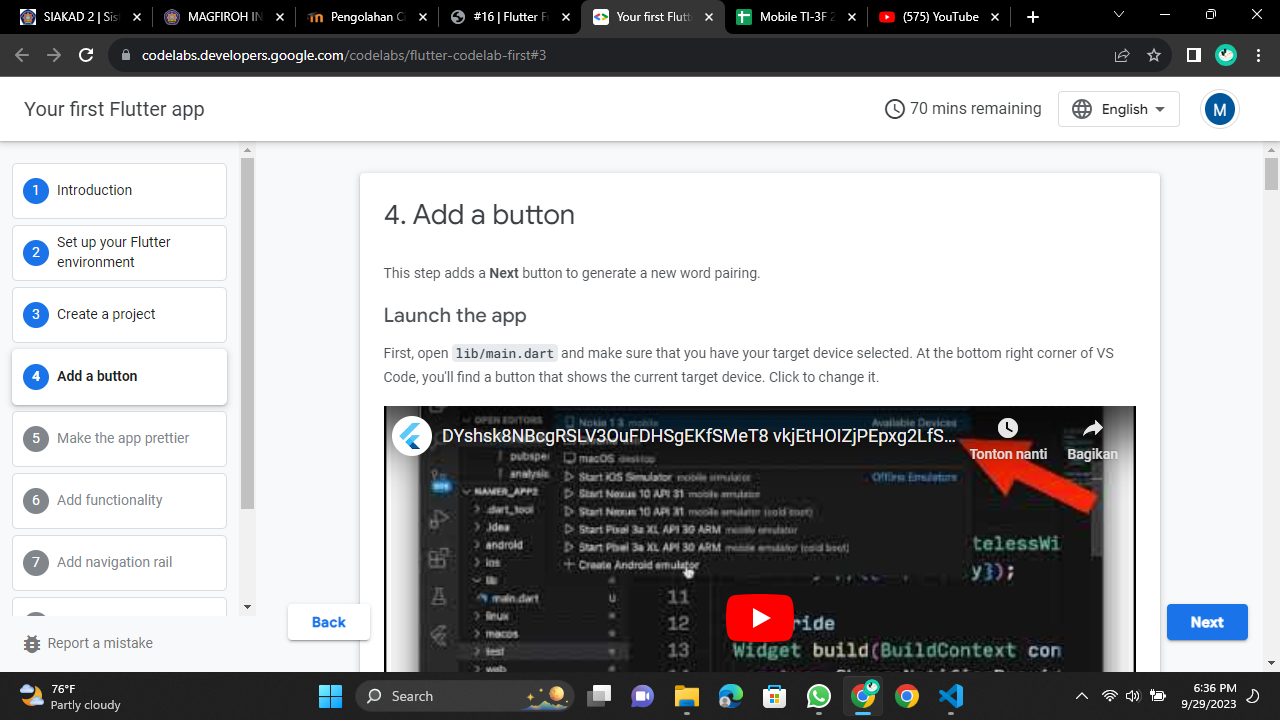 SIAKAD 2 | Sis
MAGFIROH IN
Pengolahan C
#16 | Flutter F
Your first Flutt
Mobile TI-3F 2
(575) YouTube
codelabs.developers.google.com/codelabs/flutter-codelab-first#3
Your first Flutter app
70 mins remaining
English
M
1 Introduction
2 Set up your Flutter
environment
3 Create a project
4 Add a button
5 Make the app prettier
6 Add functionality
7 Add navigation rail
Report a mistake
4. Add a button
This step adds a Next button to generate a new word pairing.
Launch the app
First, open lib/main.dart and make sure that you have your target device selected. At the bottom right corner of VS
Code, you'll find a button that shows the current target device. Click to change it.
OPEN EDITORS
Nokia 1 3 mobile
Available Devices
DYshsk8NBcgRSLV3OuFDHSgEKfSMeT8 vkjEtHOIZjPEpxg2LfS...
Tonton nanti
Bagikan
pubspe
macOS desktop
analysis
Start iOS Simulator mobile simulator
Offline Emulators
NAMER_APP2
Start Nexus 10 API 31 mobile emulator
.dart_tool
Start Nexus 10 API 31 mobile emulator (cold boot)
.idea
Start Pixel 3a XL API 30 ARM mobile emulator
android
Start Pixel 3a XL API 30 ARM mobile emulator (cold boot)
telessWi
ios
Create Android emulator
y});
lib
main.dart
U
11
linux
12
ride
macos
test
13
Widget build(BuildContext con
web
Back
Next
76°F
Partly cloudy
Search
6:36 PM
9/29/2023